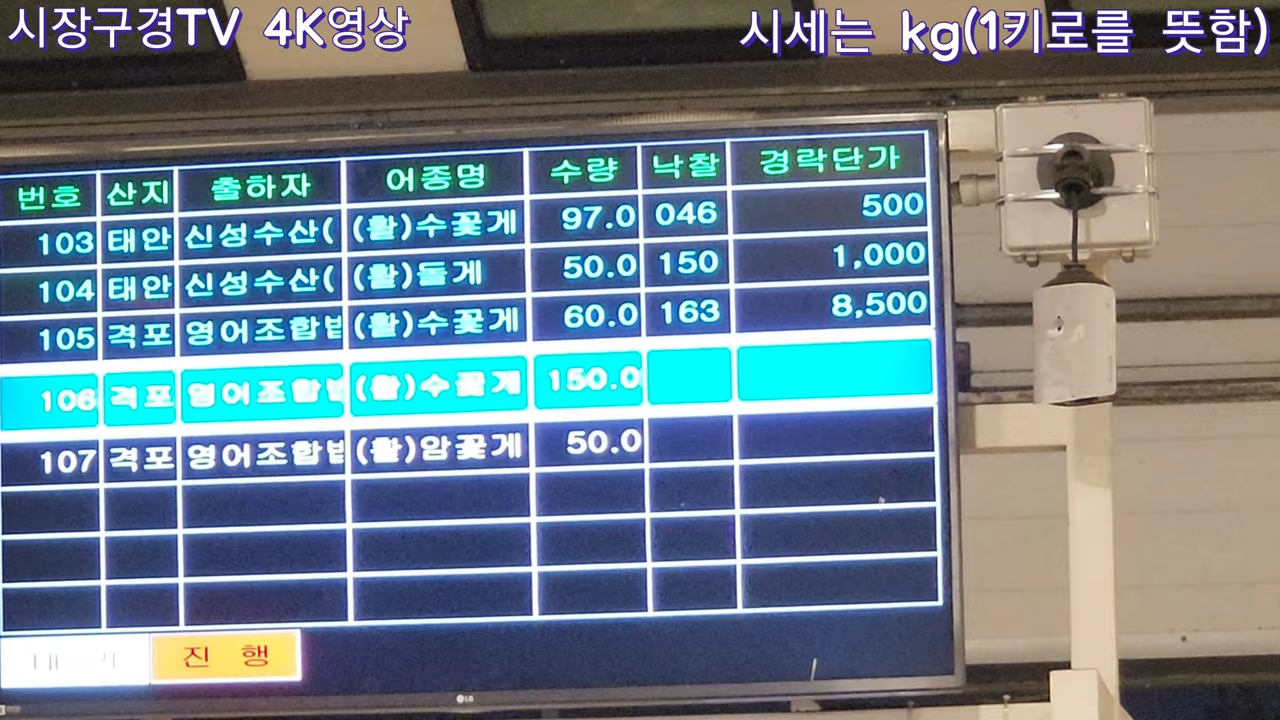 시장구경TV 4K영상
시세는 kg(1키로를 뜻함)
번호 산지 출하자 어종명 수량 낙찰 경락단가
103 태안 신성수산( (활)수꽃게 97.0 046 500
104 태안 신성수산( (활)돌게 50.0 150 1,000
105 격포 영어조합법 (활)수꽃게 60.0 163 8,500
106 격포 영어조합법 (활)수꽃게 150.0
107 격포 영어조합법 (활)암꽃게 50.0
진 행
LG